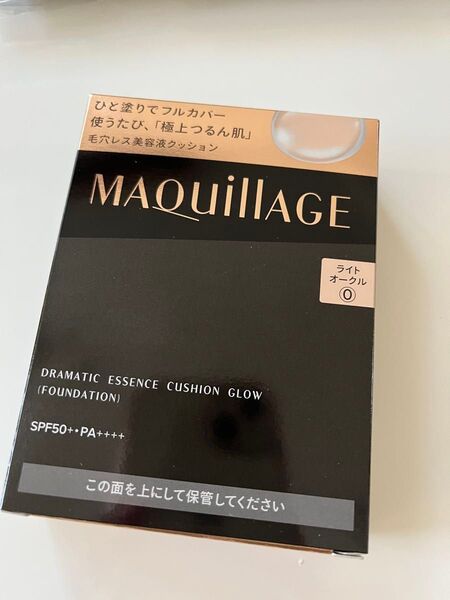 ひと塗りでフルカバー
使うたび、「極上つるん肌」
毛穴レス美容液クッション
MAQuillAGE
ライト
オークル
⓪
DRAMATIC ESSENCE CUSHION GLOW
(FOUNDATION)
SPF50+・PA++++
この面を上にして保管してください